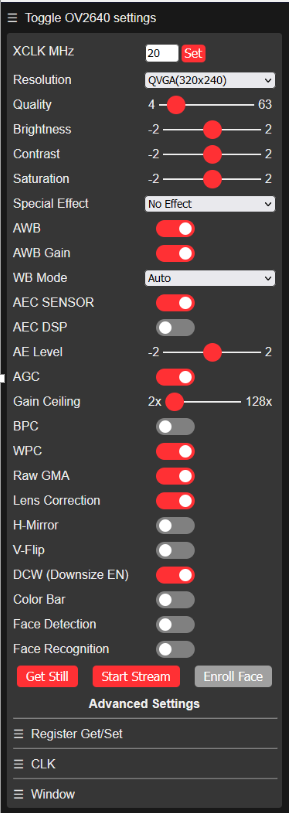 ☰ Toggle OV2640 settings
XCLK MHz 20 Set
Resolution QVGA(320x240)
Quality 4 63
Brightness -2 2
Contrast -2 2
Saturation -2 2
Special Effect No Effect
AWB
AWB Gain
WB Mode Auto
AEC SENSOR
AEC DSP
AE Level -2 2
AGC
Gain Ceiling 2x 128x
BPC
WPC
Raw GMA
Lens Correction
H-Mirror
V-Flip
DCW (Downsize EN)
Color Bar
Face Detection
Face Recognition
Get Still Start Stream Enroll Face
Advanced Settings
☰ Register Get/Set
☰ CLK
☰ Window